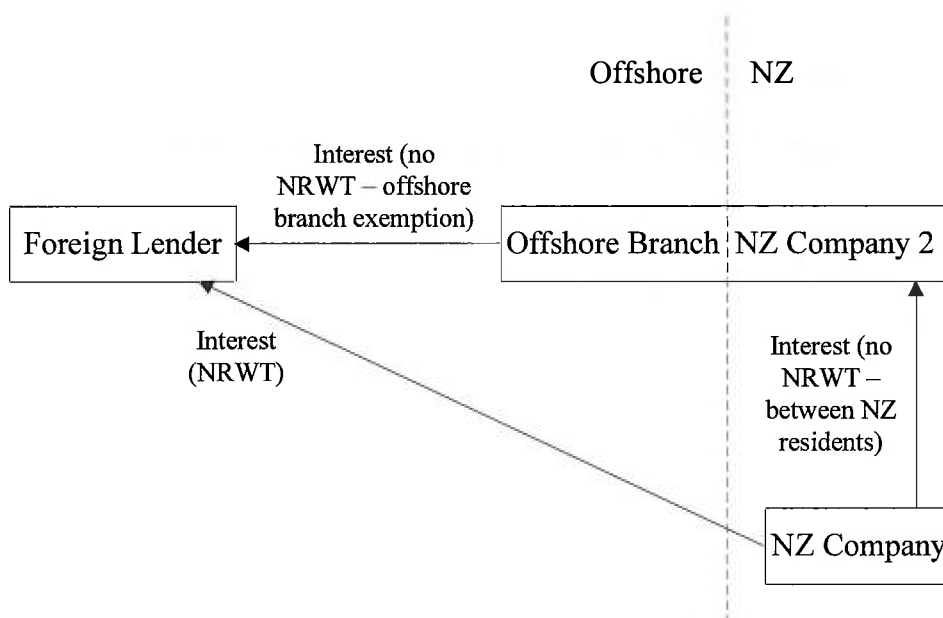 Offshore NZ
Interest (no
NRWT – offshore
branch exemption)
Foreign Lender
Offshore Branch NZ Company 2
Interest
(NRWT)
Interest (no
NRWT –
between NZ
residents)
NZ Company